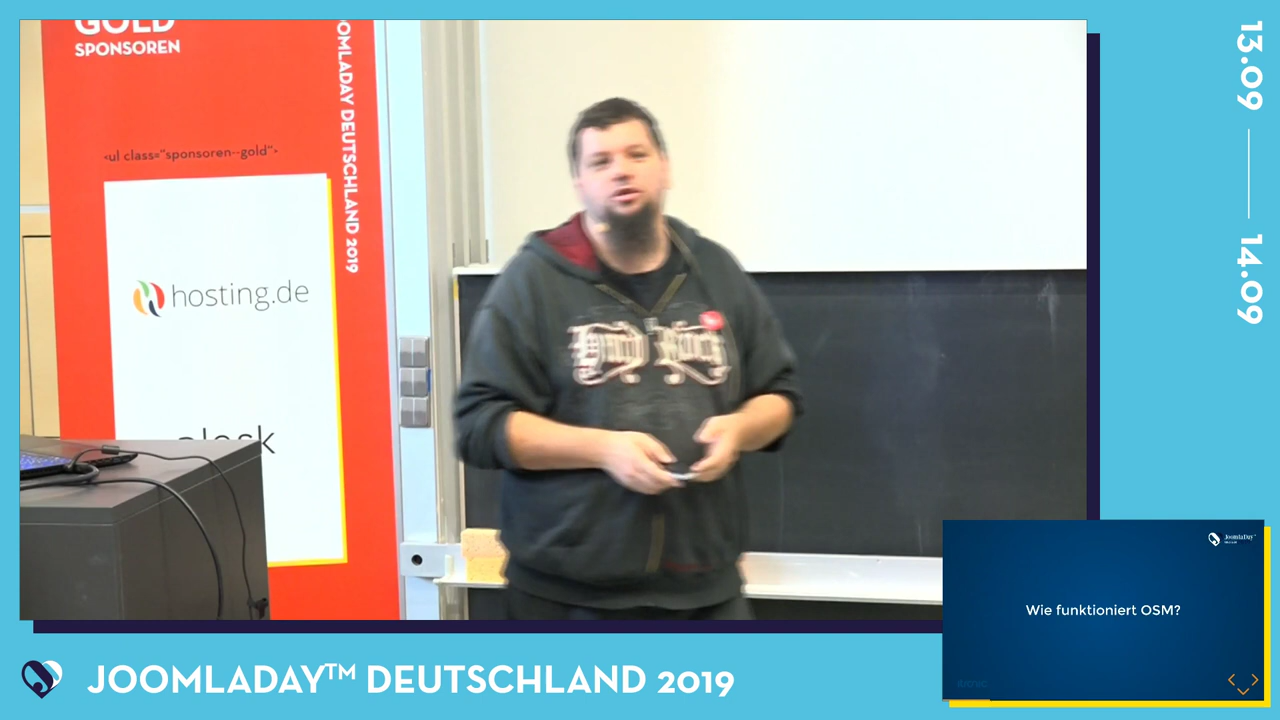 GOLD
SPONSOREN
JOOMLADAY DEUTSCHLAND 2019
<ul class="sponsoren--gold">
hosting.de
13.09
14.09
JoomlaDay™
Wie funktioniert OSM?
JOOMLADAY™ DEUTSCHLAND 2019